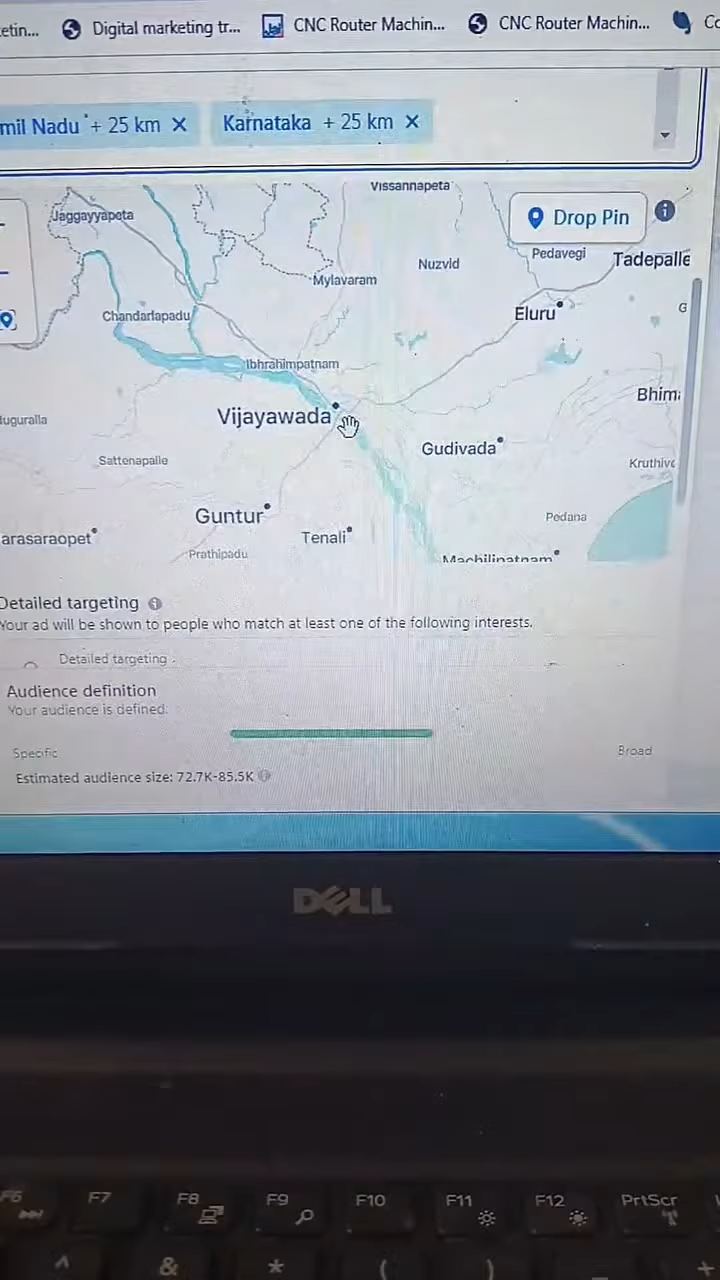 Digital marketing tr... CNC Router Machin... CNC Router Machin...
mil Nadu + 25 km × Karnataka + 25 km ×
Vissannapeta
Jaggayyapeta
Drop Pin
Nuzvid
Pedavegi
Tadepalle
Mylavaram
Chandarlapadu
Eluru
G
Ibhrahimpatnam
Bhima
Vijayawada
Gudivada
Sattenapalle
Guntur
Pedana
arasaraopet
Tenali
Prathipadu
Machilipatnam
Detailed targeting
Your ad will be shown to people who match at least one of the following interests.
Detailed targeting
Audience definition
Your audience is defined.
Specific
Broad
Estimated audience size: 72.7K-85.5K
DELL
F6 F7 F8 F9 F10 F11 F12 PrtScr
^ & * ( ) _ +